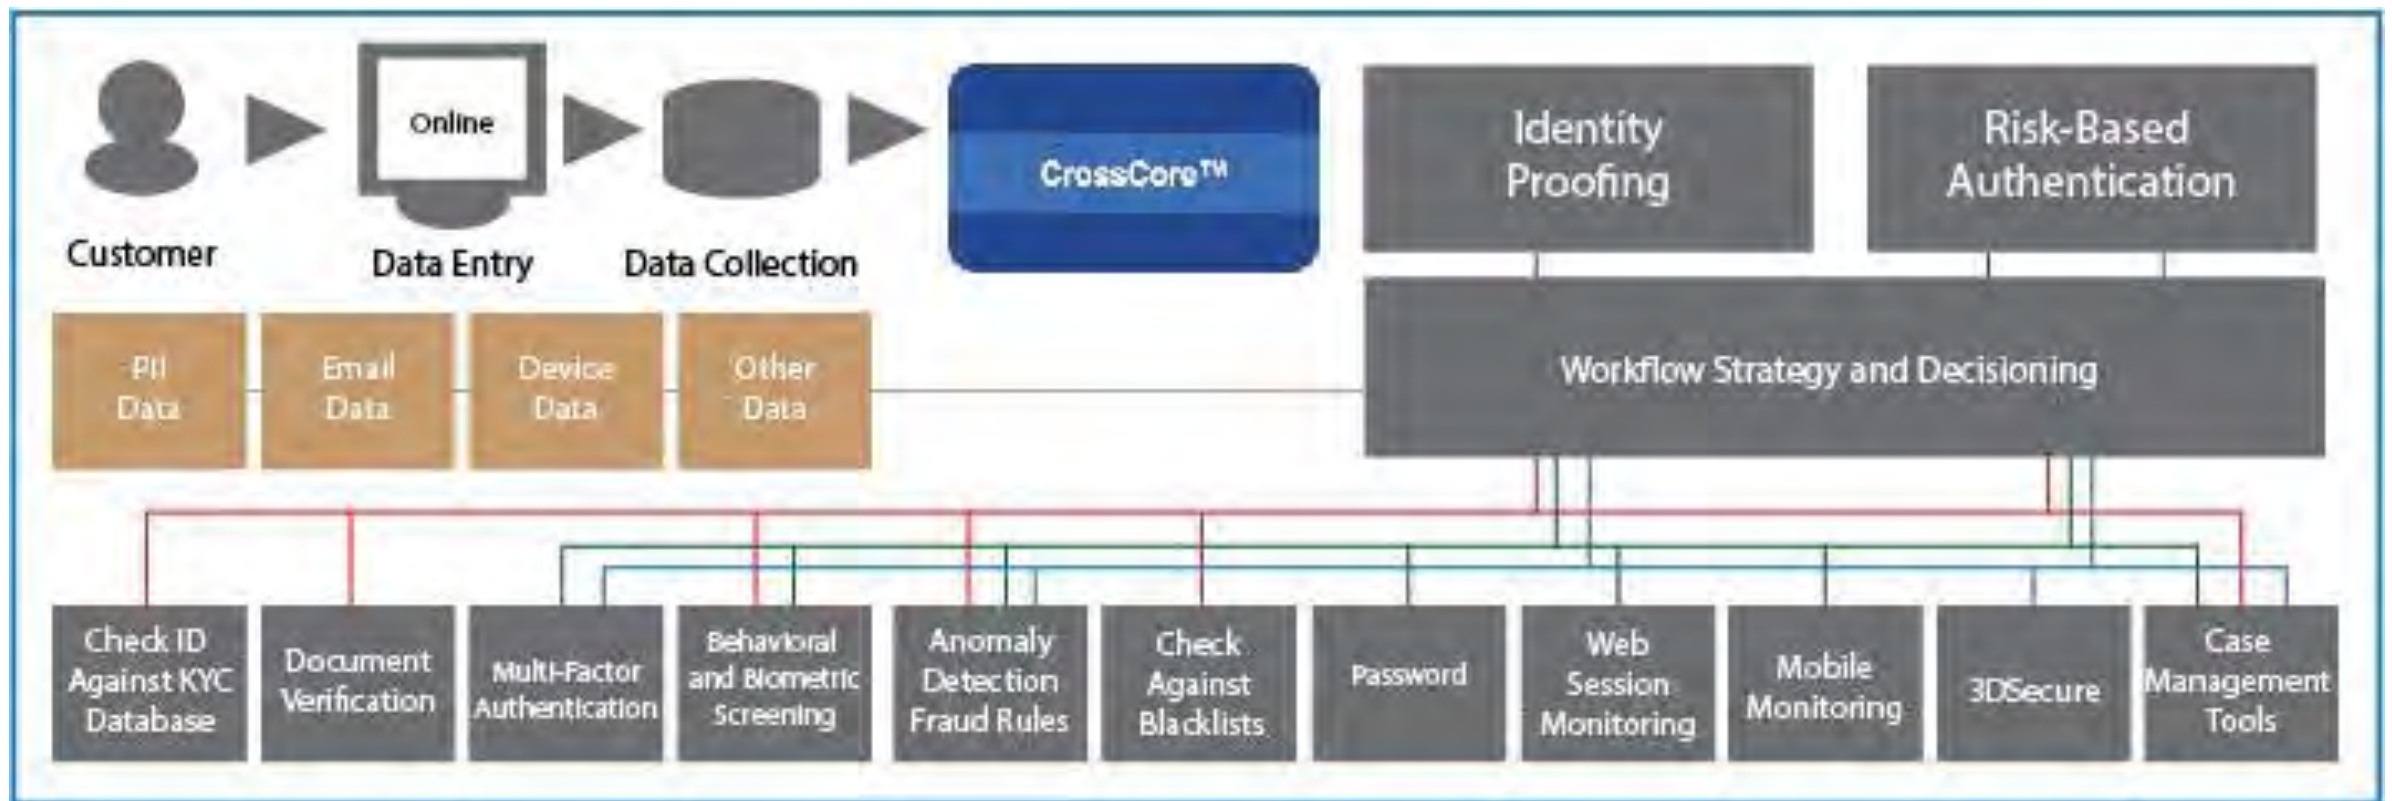 Online
CrossCore™
Identity
Proofing
Risk-Based
Authentication
Customer
Data Entry
Data Collection
PII
Data
Email
Data
Device
Data
Other
Data
Workflow Strategy and Decisioning
Check ID
Against KYC
Database
Document
Verification
Multi-Factor
Authentication
Behavioral
and Biometric
Screening
Anomaly
Detection
Fraud Rules
Check
Against
Blacklists
Password
Web
Session
Monitoring
Mobile
Monitoring
3DSecure
Case
Management
Tools